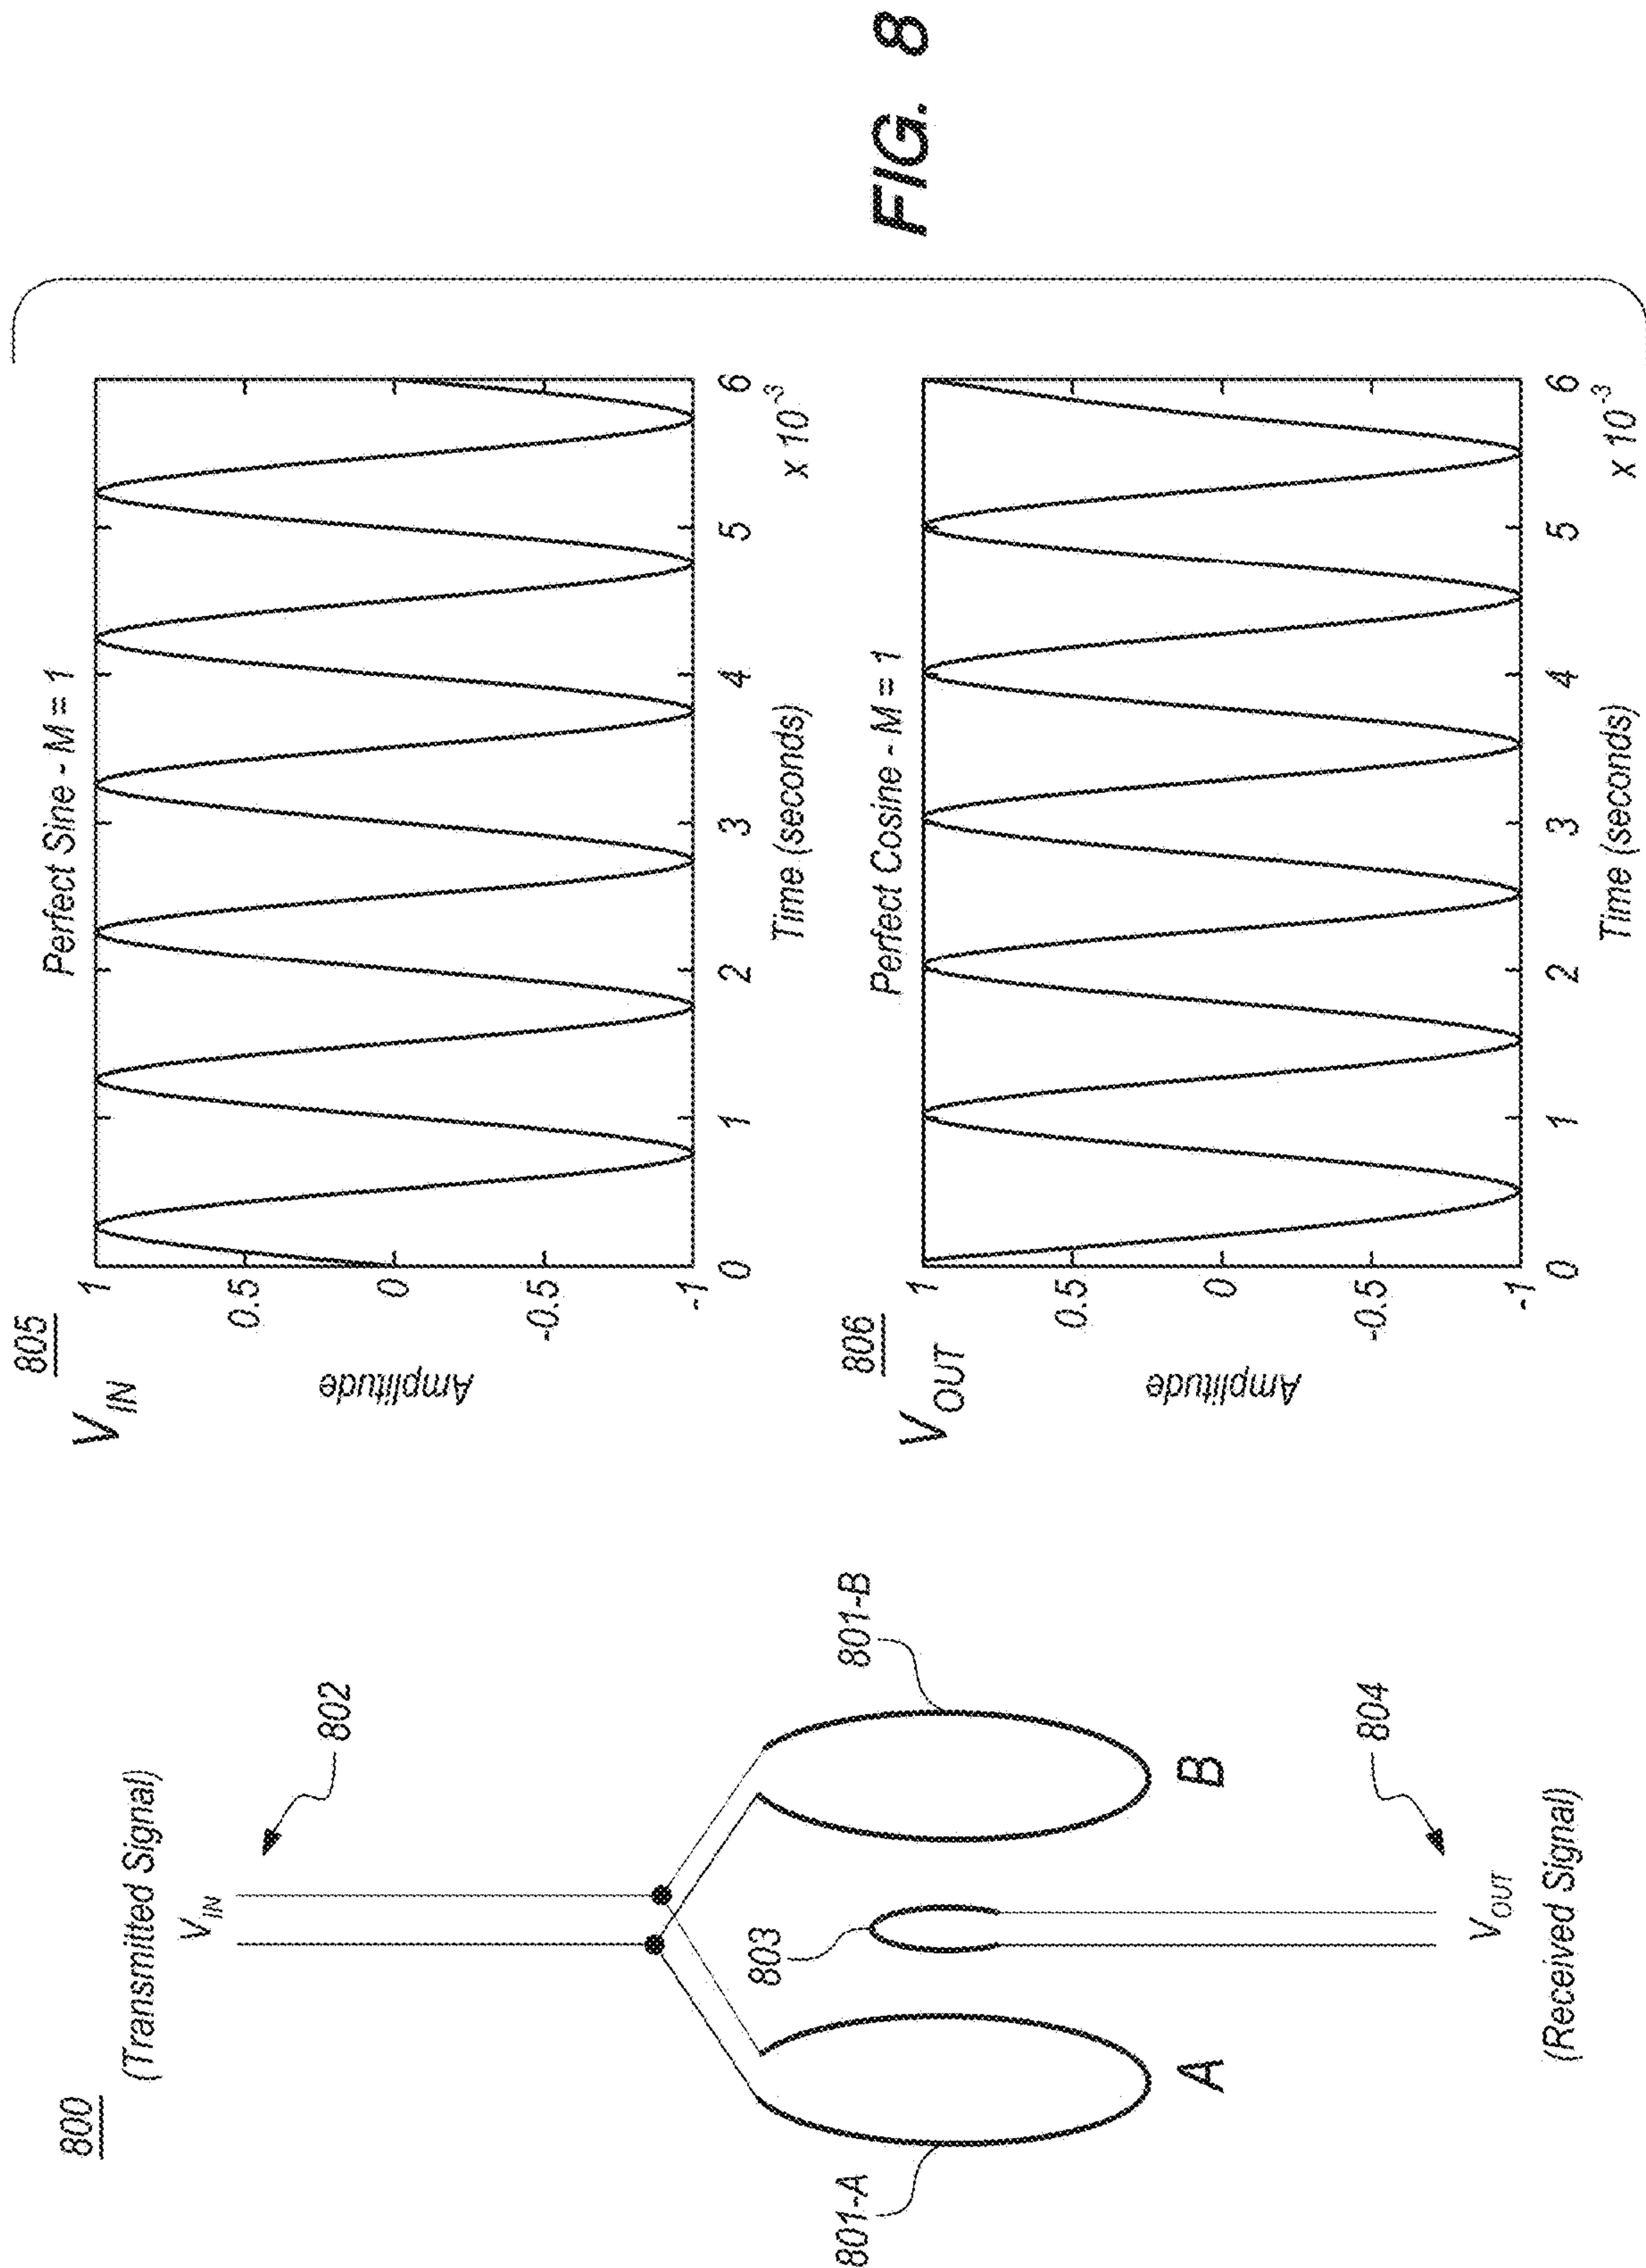 800
(Transmitted Signal)
V_IN
802
801-A
803
801-B
A
B
804
V_OUT
(Received Signal)
805
V_IN
Perfect Sine - M = 1
Amplitude
1
0.5
0
-0.5
-1
0 1 2 3 4 5 6
Time (seconds)
x 10^-3
806
V_OUT
Perfect Cosine - M = 1
Amplitude
1
0.5
0
-0.5
-1
0 1 2 3 4 5 6
Time (seconds)
x 10^-3
FIG. 8